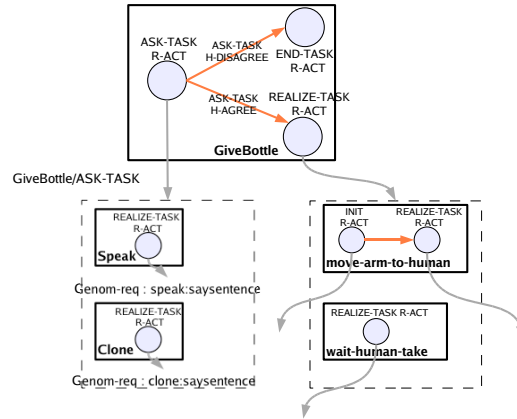 ASK-TASK
R-ACT
ASK-TASK
H-DISAGREE
END-TASK
R-ACT
ASK-TASK
H-AGREE
REALIZE-TASK
R-ACT
GiveBottle
GiveBottle/ASK-TASK
REALIZE-TASK
R-ACT
Speak
Genom-req : speak:saysentence
REALIZE-TASK
R-ACT
Clone
Genom-req : clone:saysentence
INIT
R-ACT
REALIZE-TASK
R-ACT
move-arm-to-human
REALIZE-TASK R-ACT
wait-human-take